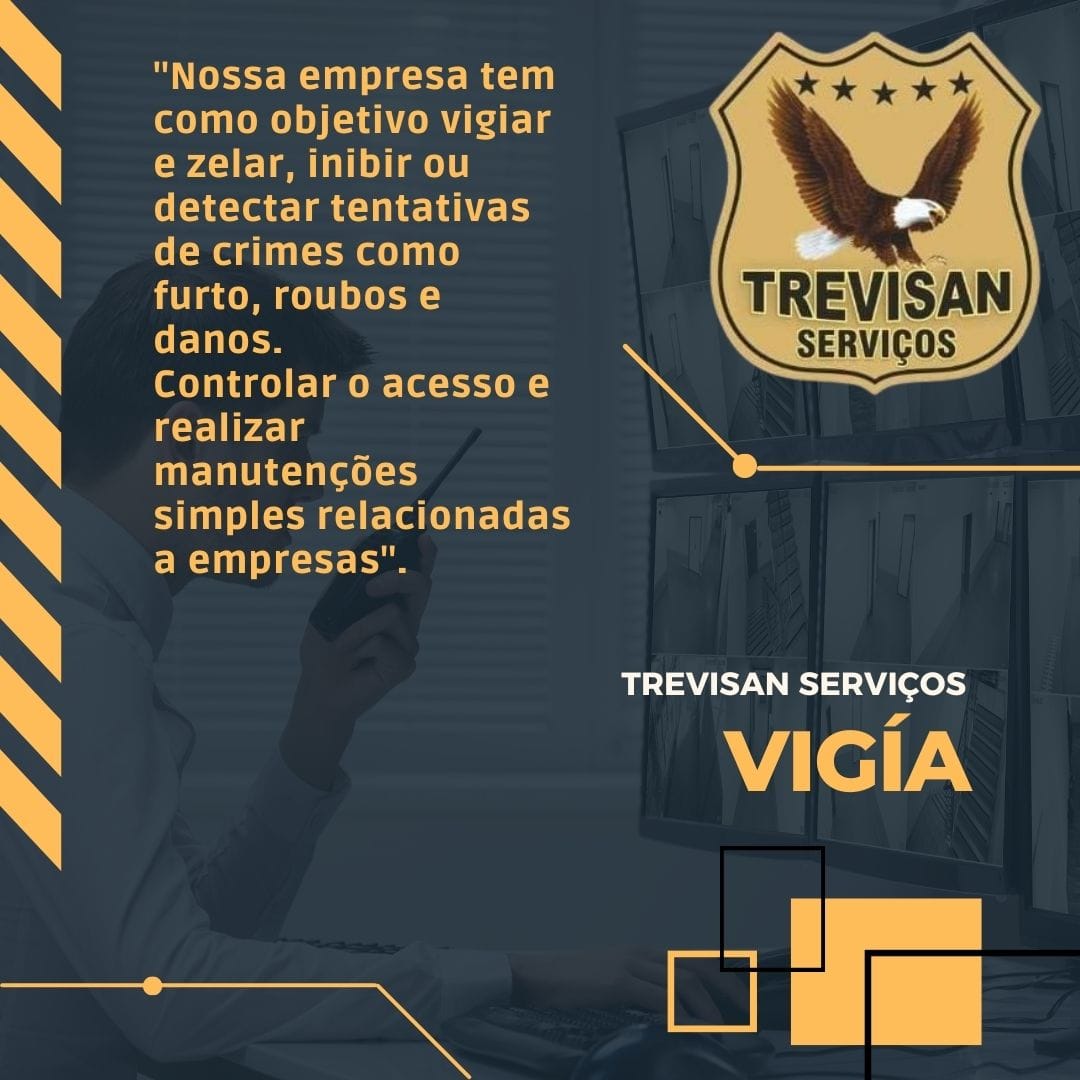 "Nossa empresa tem
como objetivo vigiar
e zelar, inibir ou
detectar tentativas
de crimes como
furto, roubos e
danos.
Controlar o acesso e
realizar
manutenções
simples relacionadas
a empresas".
TREVISAN
SERVIÇOS
TREVISAN SERVIÇOS
VIGÍA